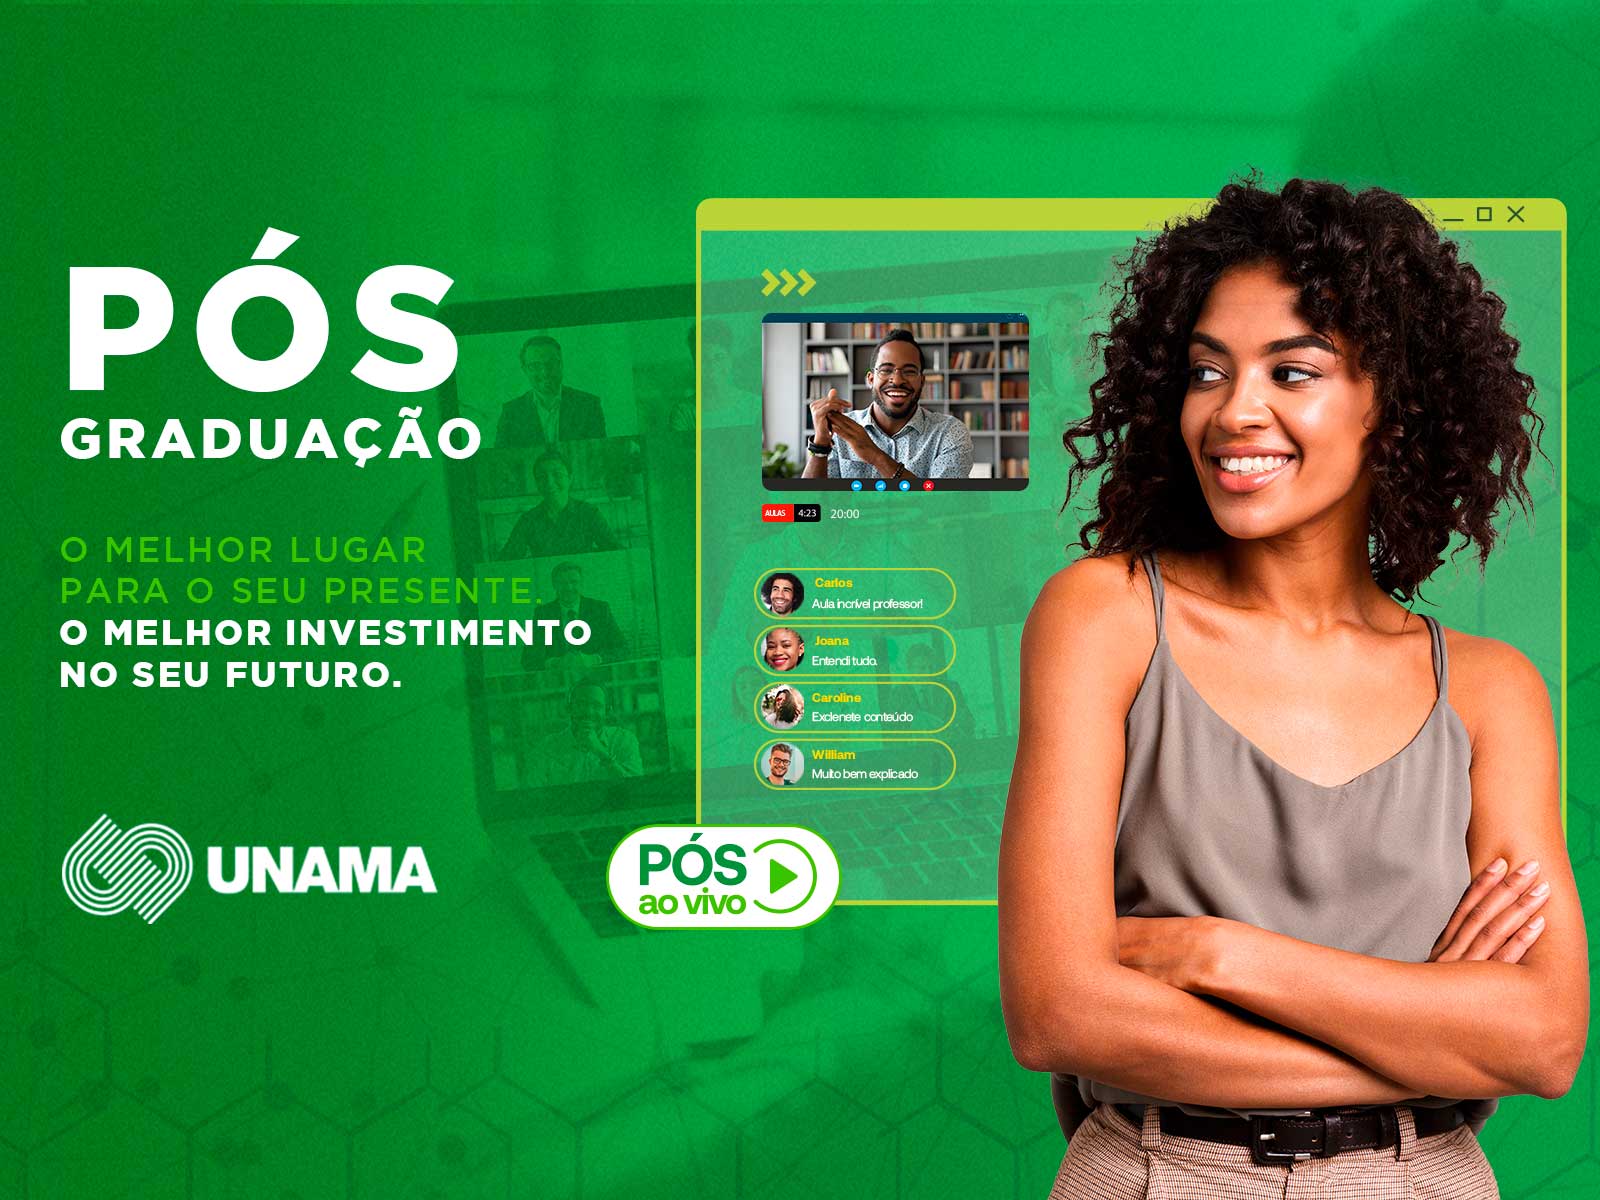 PÓS
GRADUAÇÃO
O MELHOR LUGAR
PARA O SEU PRESENTE.
O MELHOR INVESTIMENTO
NO SEU FUTURO.
UNAMA
AULAS 4:23 20:00
Carlos
Aula incrível professor!
Joana
Entendi tudo.
Caroline
Exclenete conteúdo
William
Muito bem explicado
PÓS
ao vivo